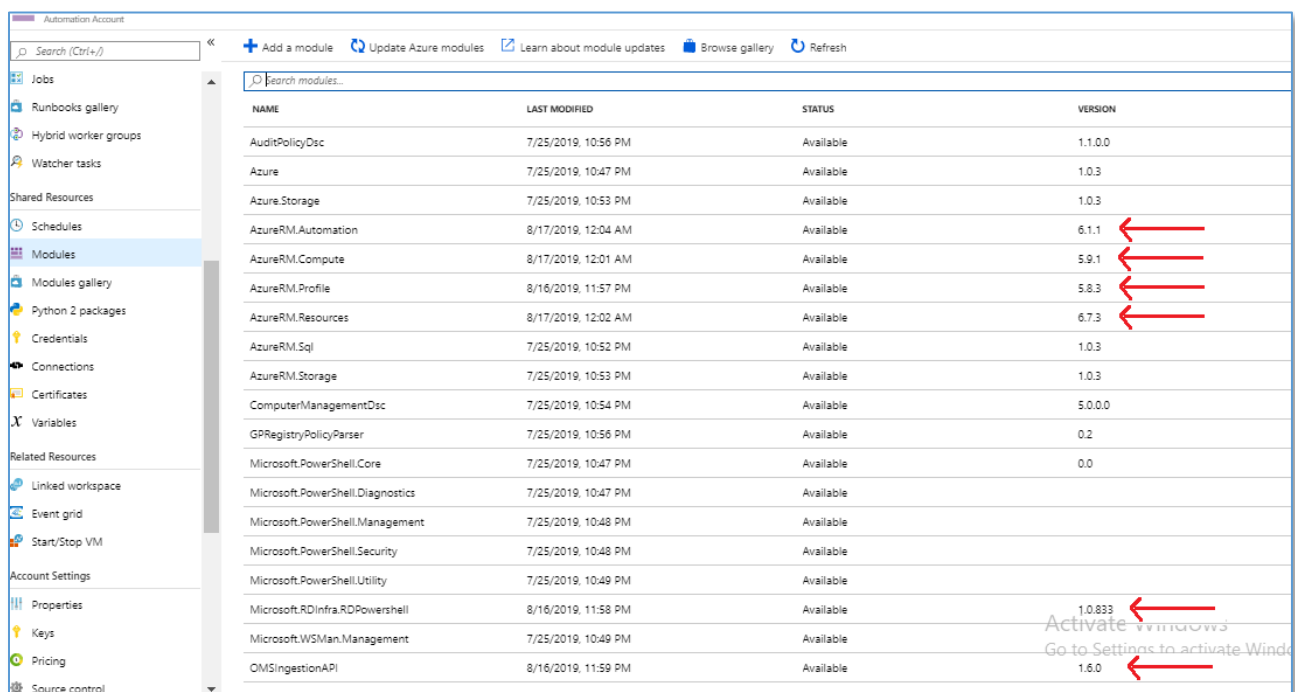 Automation Account
Search (Ctrl+/)
«
Add a module Update Azure modules Learn about module updates Browse gallery Refresh
Jobs
Runbooks gallery
Hybrid worker groups
Watcher tasks
Shared Resources
Schedules
Modules
Modules gallery
Python 2 packages
Credentials
Connections
Certificates
Variables
Related Resources
Linked workspace
Event grid
Start/Stop VM
Account Settings
Properties
Keys
Pricing
Source control
Search modules...
NAME LAST MODIFIED STATUS VERSION
AuditPolicyDsc 7/25/2019, 10:56 PM Available 1.1.0.0
Azure 7/25/2019, 10:47 PM Available 1.0.3
Azure.Storage 7/25/2019, 10:53 PM Available 1.0.3
AzureRM.Automation 8/17/2019, 12:04 AM Available 6.1.1
AzureRM.Compute 8/17/2019, 12:01 AM Available 5.9.1
AzureRM.Profile 8/16/2019, 11:57 PM Available 5.8.3
AzureRM.Resources 8/17/2019, 12:02 AM Available 6.7.3
AzureRM.Sql 7/25/2019, 10:52 PM Available 1.0.3
AzureRM.Storage 7/25/2019, 10:53 PM Available 1.0.3
ComputerManagementDsc 7/25/2019, 10:54 PM Available 5.0.0.0
GPRegistryPolicyParser 7/25/2019, 10:56 PM Available 0.2
Microsoft.PowerShell.Core 7/25/2019, 10:47 PM Available 0.0
Microsoft.PowerShell.Diagnostics 7/25/2019, 10:47 PM Available
Microsoft.PowerShell.Management 7/25/2019, 10:48 PM Available
Microsoft.PowerShell.Security 7/25/2019, 10:48 PM Available
Microsoft.PowerShell.Utility 7/25/2019, 10:49 PM Available
Microsoft.RDInfra.RDPowershell 8/16/2019, 11:58 PM Available 1.0.833
Microsoft.WSMan.Management 7/25/2019, 10:49 PM Available
OMSIngestionAPI 8/16/2019, 11:59 PM Available 1.6.0
Activate Windows
Go to Settings to activate Windo